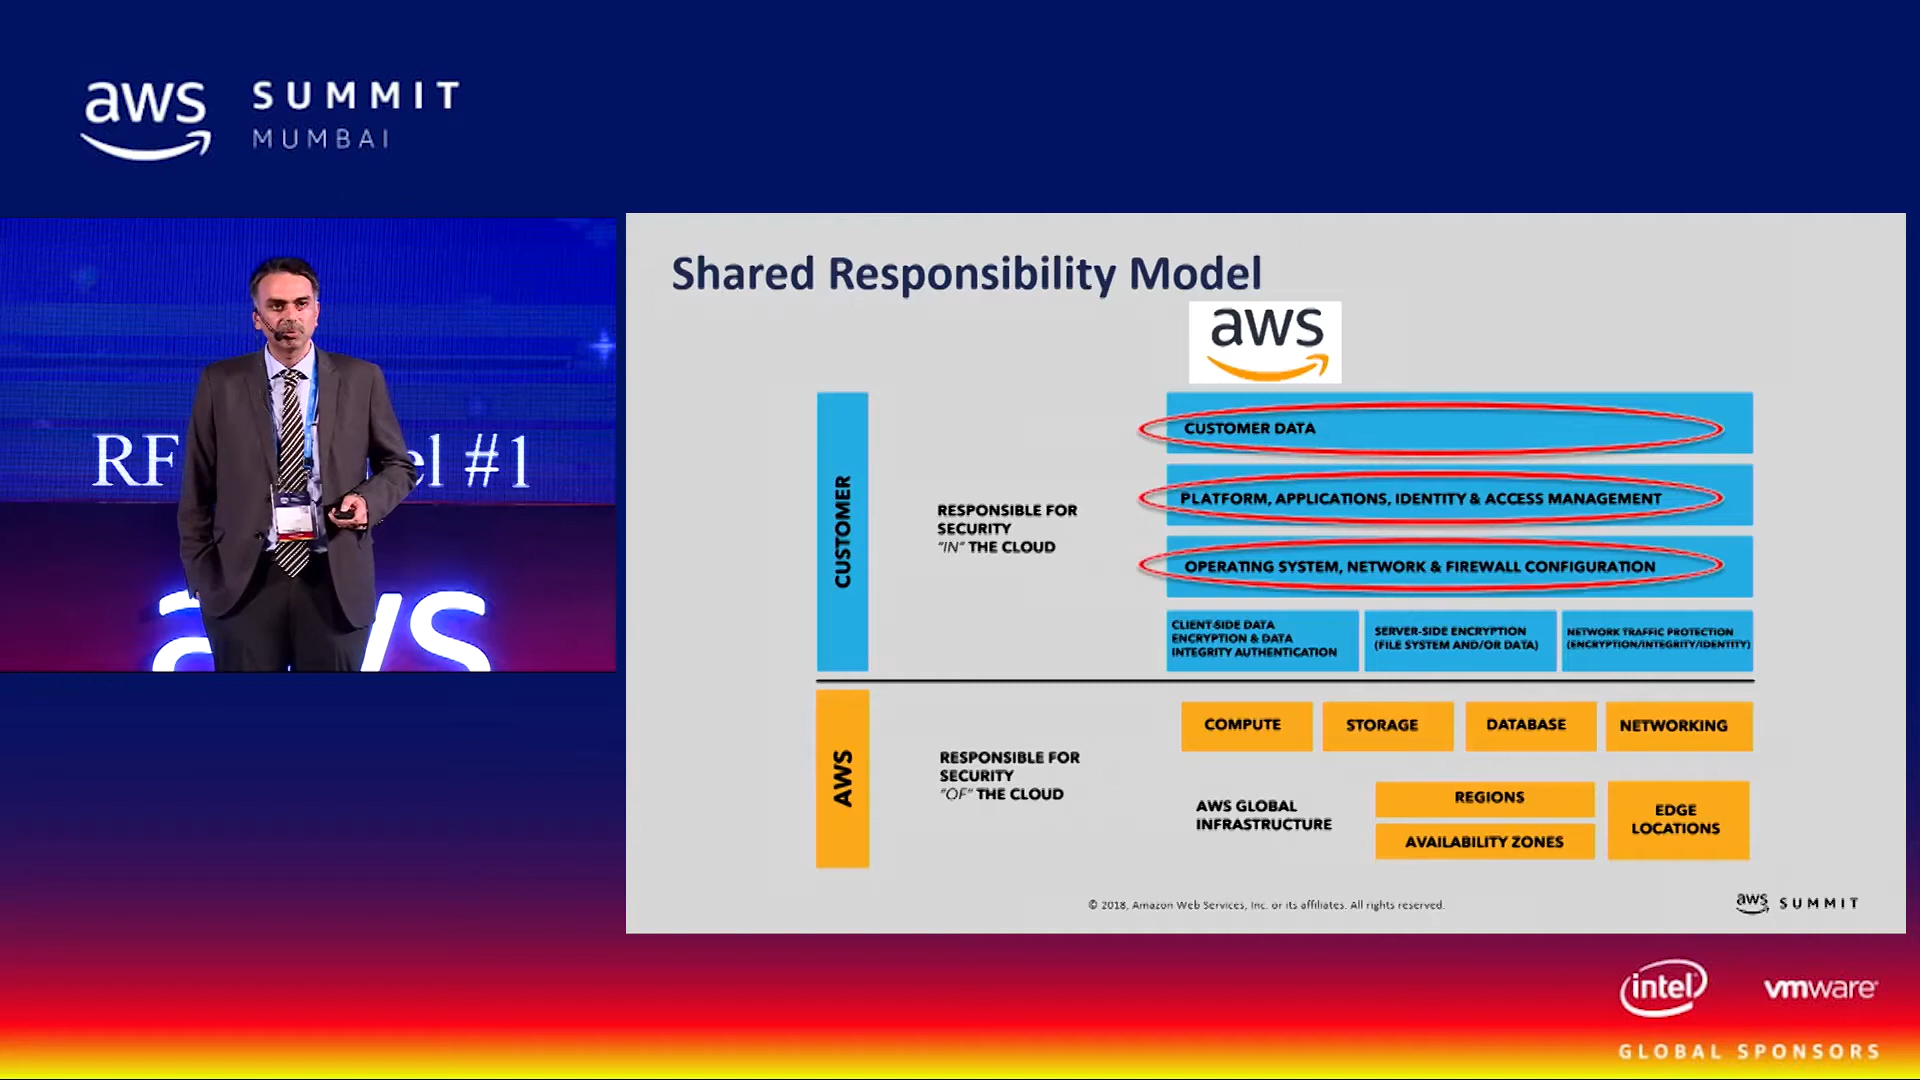 aws
SUMMIT
MUMBAI
RF
el #1
aws
Shared Responsibility Model
aws
CUSTOMER
RESPONSIBLE FOR
SECURITY
"IN" THE CLOUD
CUSTOMER DATA
PLATFORM, APPLICATIONS, IDENTITY & ACCESS MANAGEMENT
OPERATING SYSTEM, NETWORK & FIREWALL CONFIGURATION
CLIENT-SIDE DATA
ENCRYPTION & DATA
INTEGRITY AUTHENTICATION
SERVER-SIDE ENCRYPTION
(FILE SYSTEM AND/OR DATA)
NETWORK TRAFFIC PROTECTION
(ENCRYPTION/INTEGRITY/IDENTITY)
AWS
RESPONSIBLE FOR
SECURITY
"OF" THE CLOUD
COMPUTE
STORAGE
DATABASE
NETWORKING
AWS GLOBAL
INFRASTRUCTURE
REGIONS
AVAILABILITY ZONES
EDGE
LOCATIONS
© 2018, Amazon Web Services, Inc. or its affiliates. All rights reserved.
aws SUMMIT
intel
vmware
GLOBAL SPONSORS